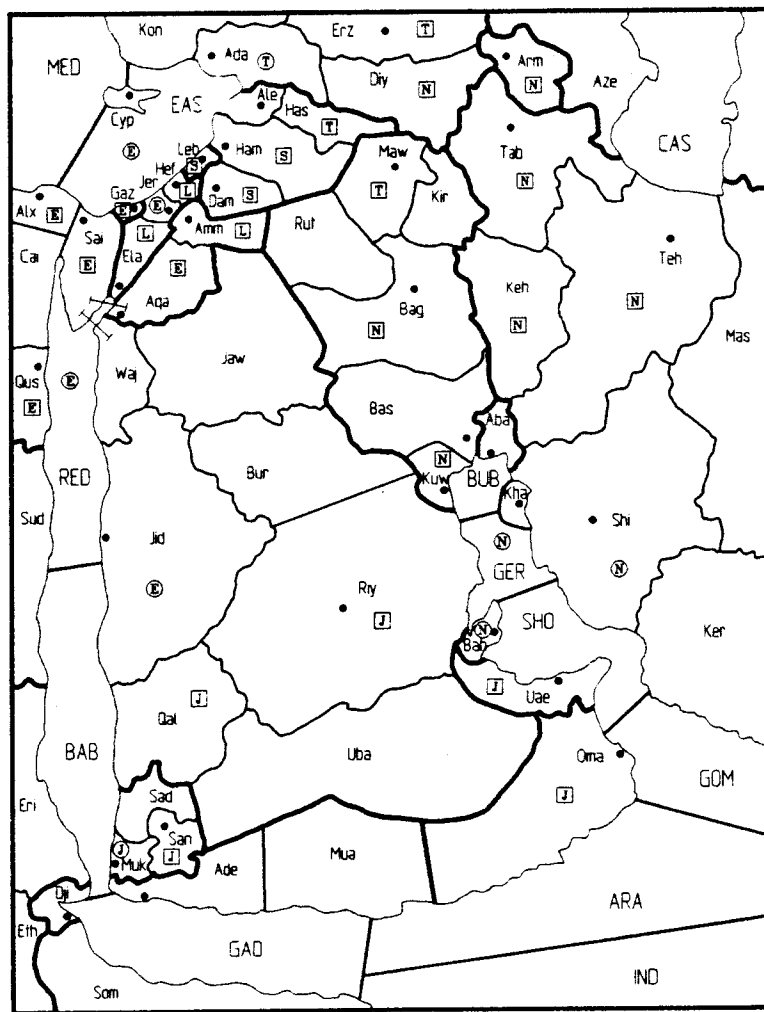 Kon
Erz T
MED
Ada T
Arm
N
Aze
Diy N
EAS
Ale
Has T
CAS
Cyp
E
Leb
S
Ham S
Maw
T
Tab
N
Hef
L
Jer
E
Dam S
Kir
Gaz
E
Alx E
Sai
E
L
Ela
Amm L
Rut
Cai
E
Aqa
Teh
N
Keh
N
Bag
N
Mas
Qus
E
E
Waj
Jaw
Bas
Aba
RED
Bur
N
Kuw
BUB
Kha
Sud
Jid
E
Shi
N
N
GER
Riy
J
SHO
Ker
N
Bah
J
Uae
Qal J
BAB
Uba
Oma
J
GOM
Eri
Sad
San
J
J
Muk
Ade
Mua
Dji
Eth
GAD
ARA
Som
IND